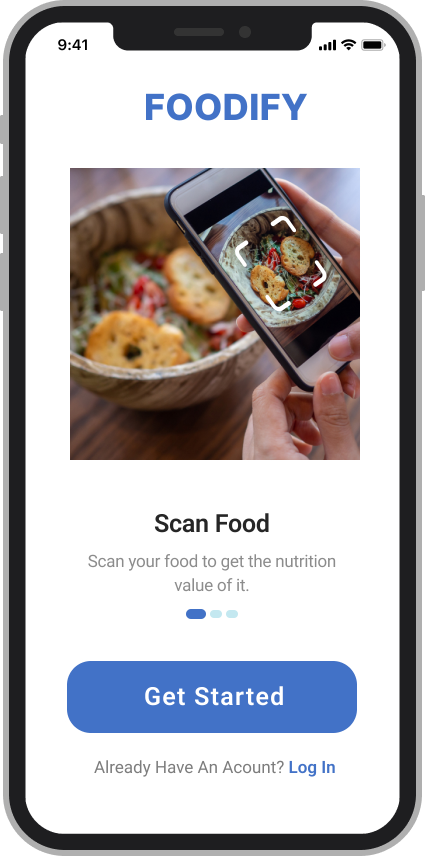 9:41
FOODIFY
Scan Food
Scan your food to get the nutrition
value of it.
Get Started
Already Have An Acount? Log In